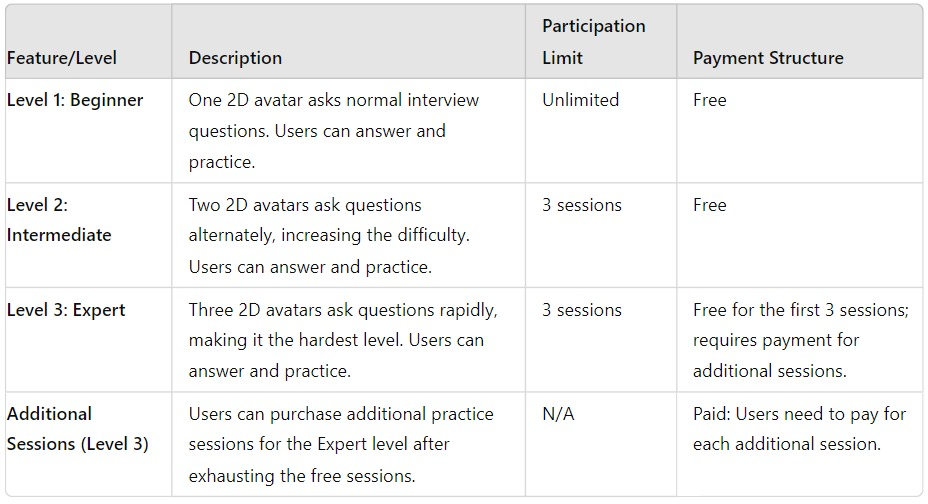 Feature/Level Description Participation Limit Payment Structure
Level 1: Beginner
One 2D avatar asks normal interview
questions. Users can answer and
practice.
Unlimited
Free
Level 2:
Intermediate
Two 2D avatars ask questions
alternately, increasing the difficulty.
Users can answer and practice.
3 sessions
Free
Level 3: Expert
Three 2D avatars ask questions rapidly,
making it the hardest level. Users can
answer and practice.
3 sessions
Free for the first 3 sessions;
requires payment for
additional sessions.
Additional
Sessions (Level 3)
Users can purchase additional practice
sessions for the Expert level after
exhausting the free sessions.
N/A
Paid: Users need to pay for
each additional session.